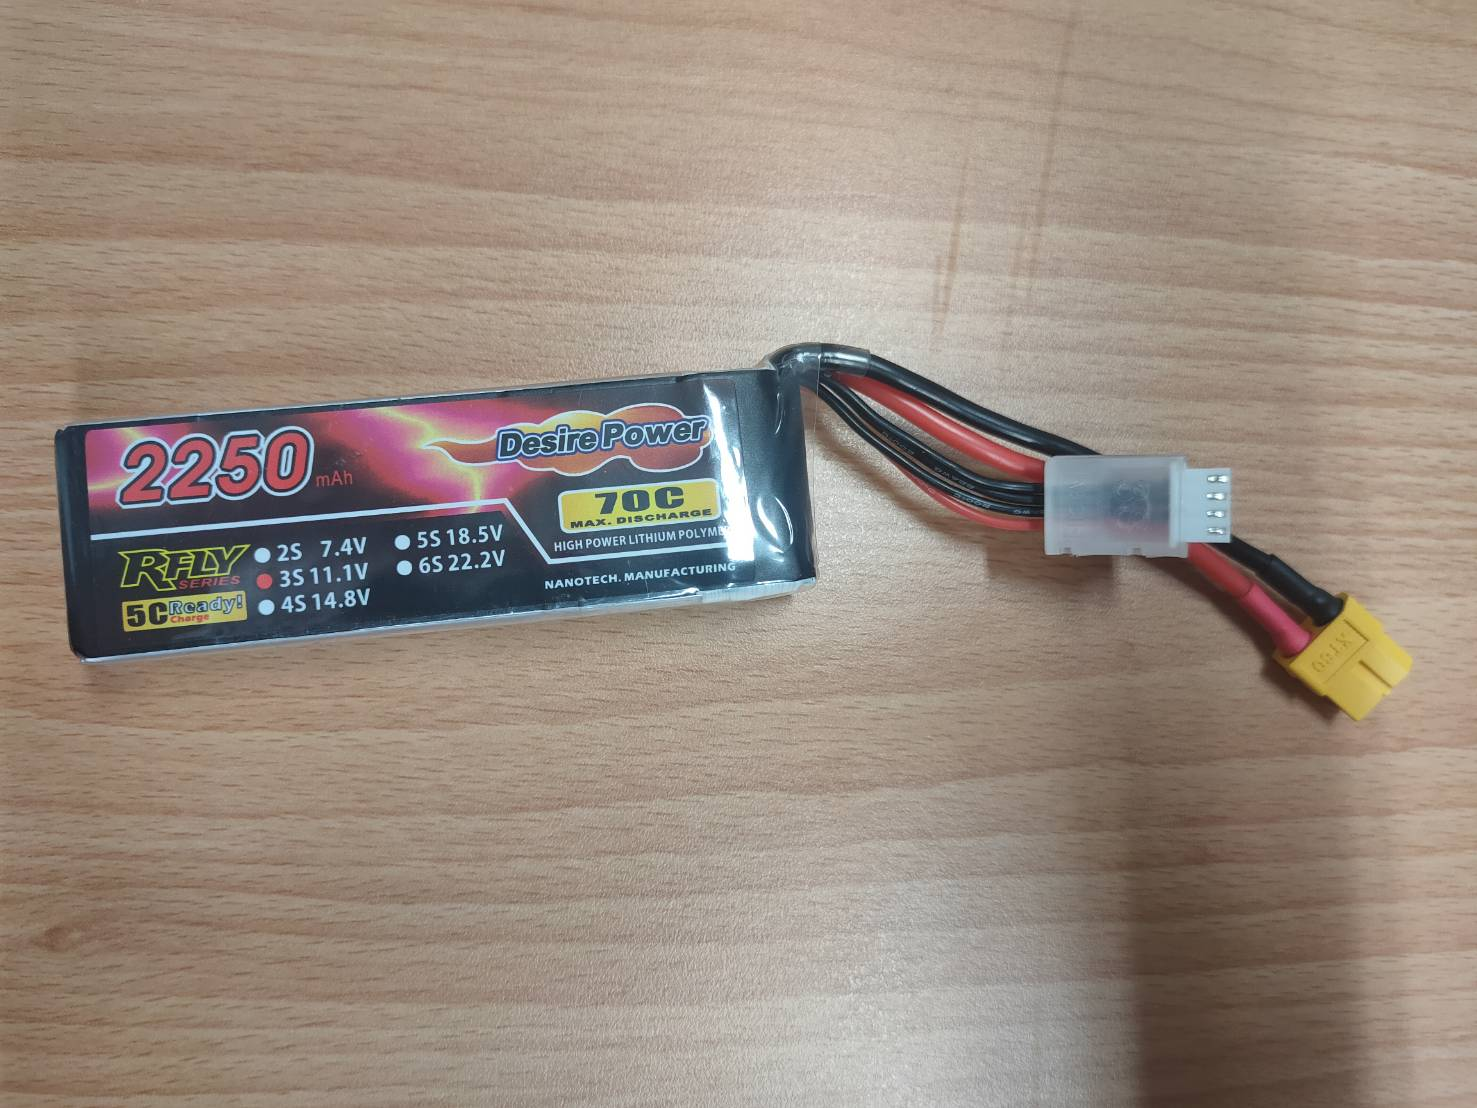 2250 mAh
Desire Power
70C
MAX. DISCHARGE
HIGH POWER LITHIUM POLYME
NANOTECH. MANUFACTURING
RFLY
SERIES
5C Ready!
Charge
2S 7.4V
3S 11.1V
4S 14.8V
5S 18.5V
6S 22.2V
XT60